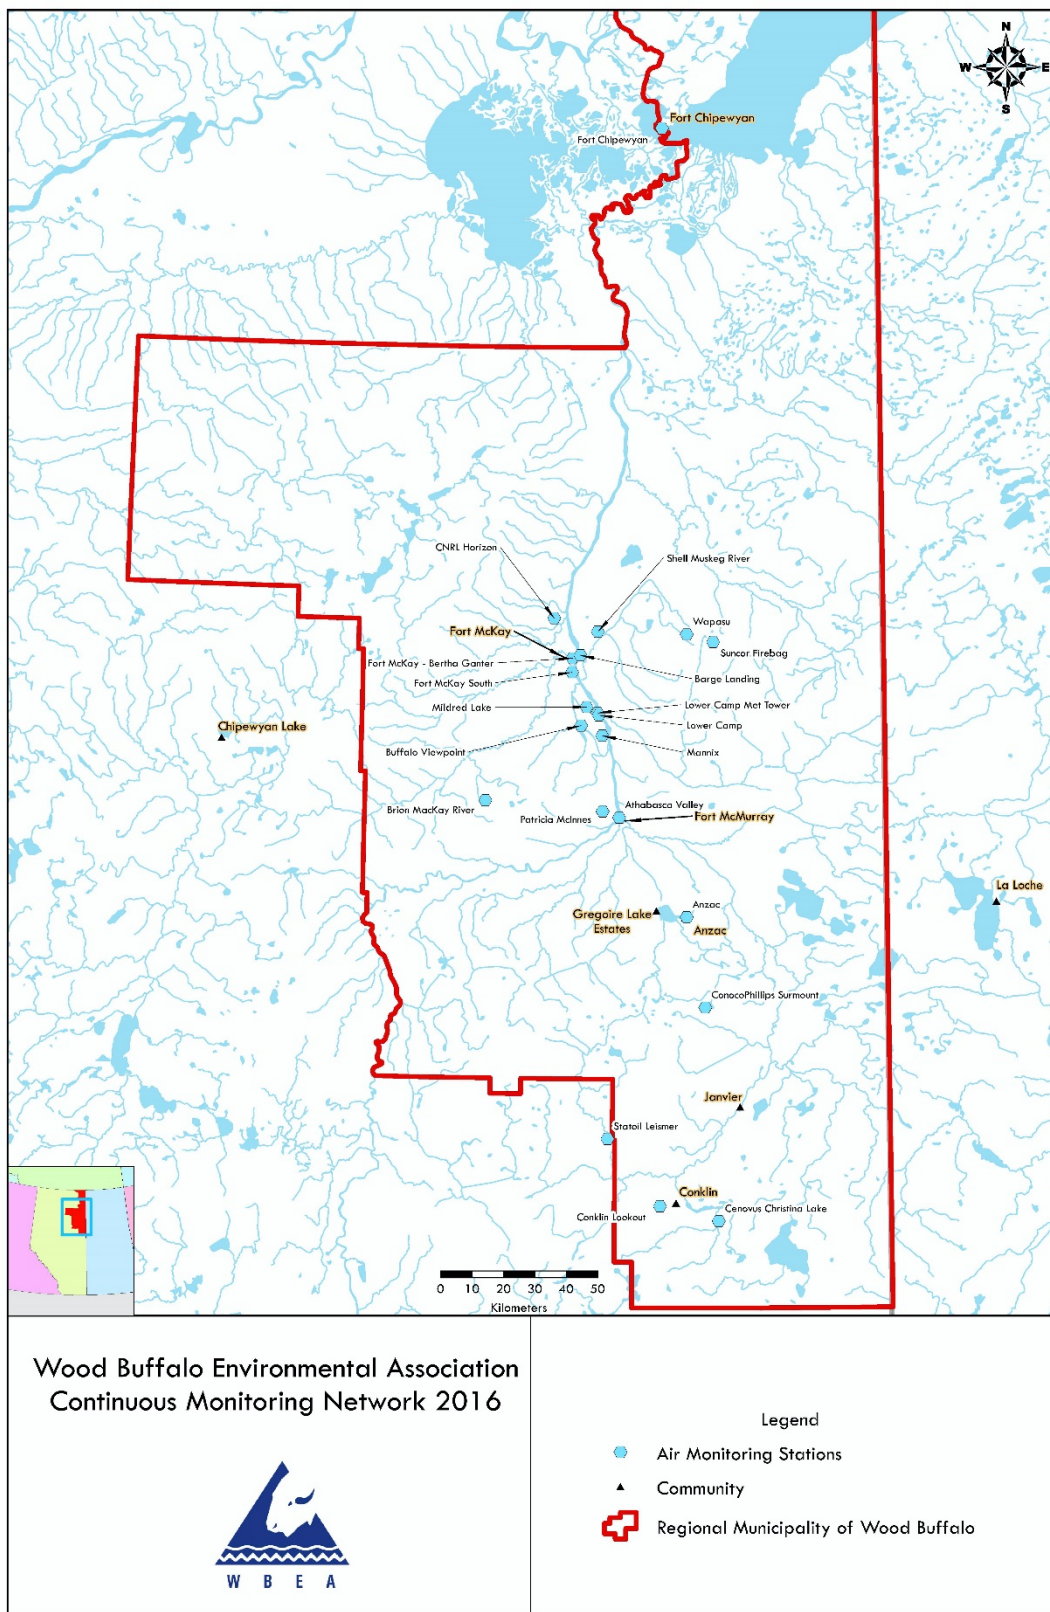 N
W E
S
Fort Chipewyan
Fort Chipewyan
CNRL Horizon
Shell Muskeg River
Fort McKay
Wapasu
Suncor Firebag
Fort McKay - Bertha Ganter
Fort McKay South
Barge Landing
Mildred Lake
Lower Camp Met Tower
Lower Camp
Chipewyan Lake
Buffalo Viewpoint
Mannix
Brion MacKay River
Athabasca Valley
Patricia McInnes
Fort McMurray
La Loche
Gregoire Lake
Estates
Anzac
Anzac
ConocoPhillips Surmount
Janvier
Statoil Leismer
Conklin
Conklin Lookout
Cenovus Christina Lake
0 10 20 30 40 50
Kilometers
Wood Buffalo Environmental Association
Continuous Monitoring Network 2016
W B E A
Legend
Air Monitoring Stations
Community
Regional Municipality of Wood Buffalo